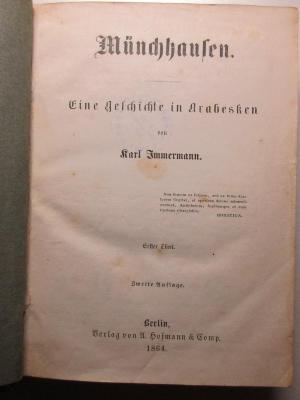 Münchhausen.
Eine Geschichte in Arabesken
von
Karl Immermann.
Erster Theil.
Zweite Auflage.
Berlin,
Verlag von A. Hofmann & Comp.
1864.